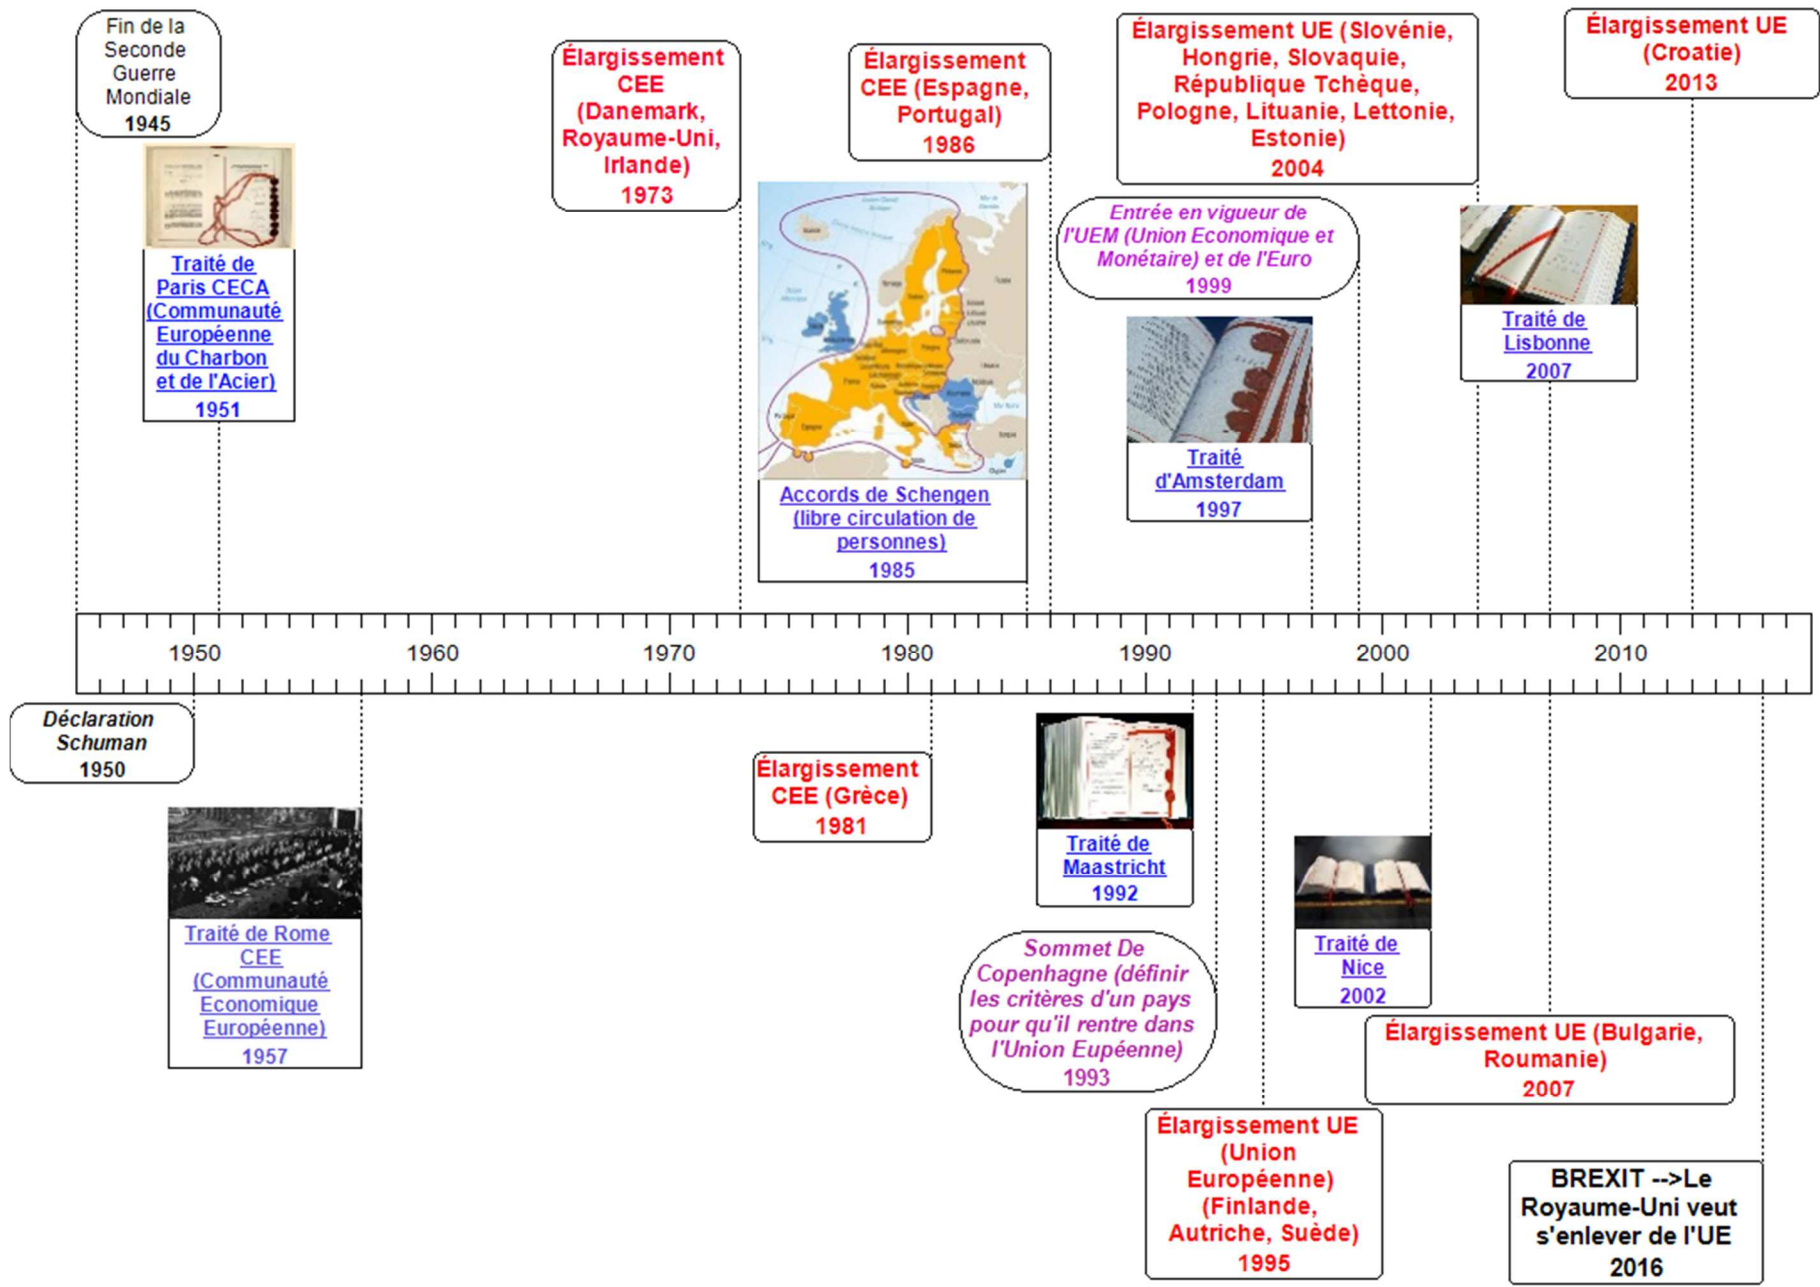 Fin de la
Seconde
Guerre
Mondiale
1945
Traité de
Paris CECA
(Communauté
Européenne
du Charbon
et de l'Acier)
1951
Élargissement
CEE
(Danemark,
Royaume-Uni,
Irlande)
1973
Accords de Schengen
(libre circulation de
personnes)
1985
Élargissement
CEE (Espagne,
Portugal)
1986
Élargissement UE (Slovénie,
Hongrie, Slovaquie,
République Tchèque,
Pologne, Lituanie, Lettonie,
Estonie)
2004
Entrée en vigueur de
l'UEM (Union Economique et
Monétaire) et de l'Euro
1999
Traité
d'Amsterdam
1997
Traité de
Lisbonne
2007
Élargissement UE
(Croatie)
2013
1950 1960 1970 1980 1990 2000 2010
Déclaration
Schuman
1950
Traité de Rome
CEE
(Communauté
Economique
Européenne)
1957
Élargissement
CEE (Grèce)
1981
Traité de
Maastricht
1992
Sommet De
Copenhagne (définir
les critères d'un pays
pour qu'il rentre dans
l'Union Eupéenne)
1993
Élargissement UE
(Union
Européenne)
(Finlande,
Autriche, Suède)
1995
Traité de
Nice
2002
Élargissement UE (Bulgarie,
Roumanie)
2007
BREXIT -->Le
Royaume-Uni veut
s'enlever de l'UE
2016